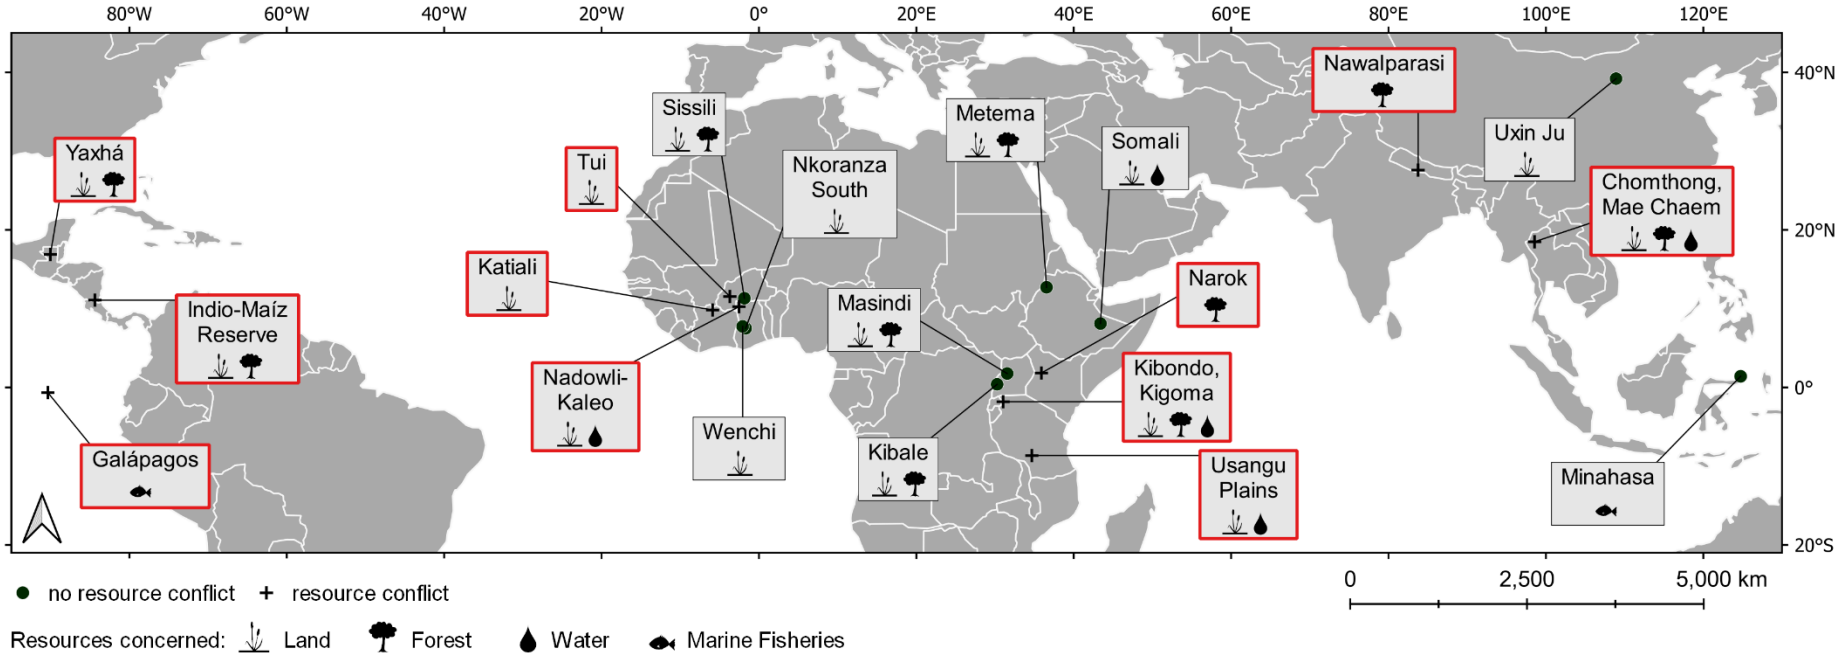 80°W 60°W 40°W 20°W 0° 20°E 40°E 60°E 80°E 100°E 120°E
40°N
20°N
0°
20°S
Yaxhá
Indio-Maíz
Reserve
Galápagos
Katiali
Tui
Sissili
Nkoranza
South
Nadowli-
Kaleo
Wenchi
Metema
Somali
Masindi
Kibale
Narok
Kibondo,
Kigoma
Usangu
Plains
Nawalparasi
Uxin Ju
Chomthong,
Mae Chaem
Minahasa
0 2,500 5,000 km
no resource conflict resource conflict
Resources concerned: Land Forest Water Marine Fisheries